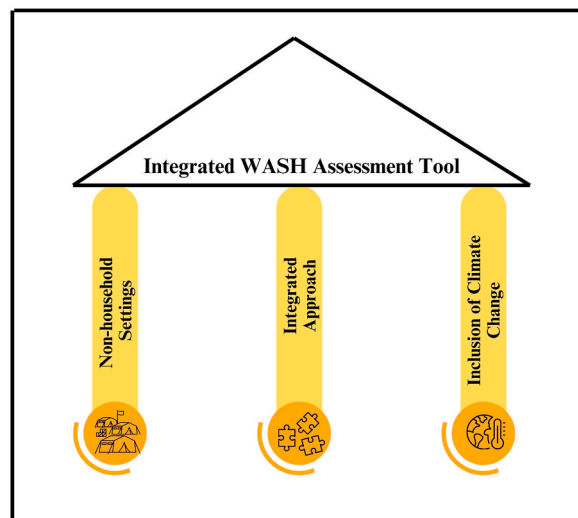 Integrated WASH Assessment Tool
Non-household
Settings
Integrated
Approach
Inclusion of Climate
Change